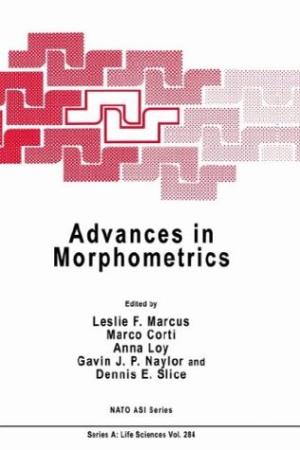 Advances in
Morphometrics
Edited by
Leslie F. Marcus
Marco Corti
Anna Loy
Gavin J. P. Naylor and
Dennis E. Slice
NATO ASI Series
Series A: Life Sciences Vol. 284